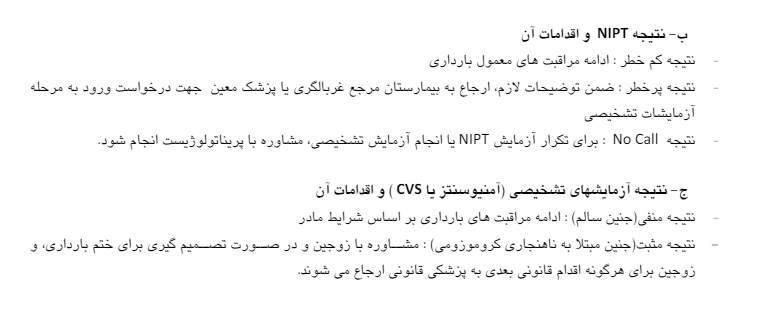 ب- نتیجه NIPT و اقدامات آن
- نتیجه کم خطر : ادامه مراقبت های معمول بارداری
- نتیجه پرخطر : ضمن توضیحات لازم، ارجاع به بیمارستان مرجع غربالگری یا پزشک معین جهت درخواست ورود به مرحله
آزمایشات تشخیصی
- نتیجه No Call : برای تکرار آزمایش NIPT یا انجام آزمایش تشخیصی، مشاوره با پریناتولوژیست انجام شود.
ج- نتیجه آزمایشهای تشخیصی (آمنیوسنتز یا CVS ) و اقدامات آن
- نتیجه منفی(جنین سالم) : ادامه مراقبت های بارداری بر اساس شرایط مادر
- نتیجه مثبت(جنین مبتلا به ناهنجاری کروموزومی) : مشاوره با زوجین و در صورت تصمیم گیری برای ختم بارداری، و
زوجین برای هرگونه اقدام قانونی بعدی به پزشکی قانونی ارجاع می شوند.